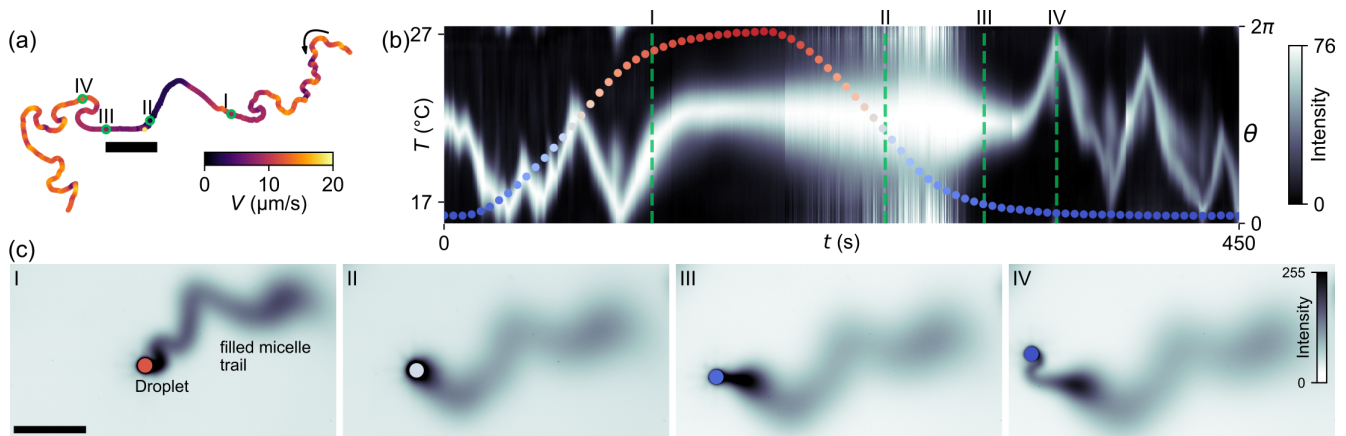 (a)
IV
III
II
I
0 10 20
V (μm/s)
(b)
I II III IV
27
T (°C)
17
0 t (s) 450
2π
θ
0
76
Intensity
0
(c)
I
filled micelle
trail
Droplet
II
III
IV
255
Intensity
0